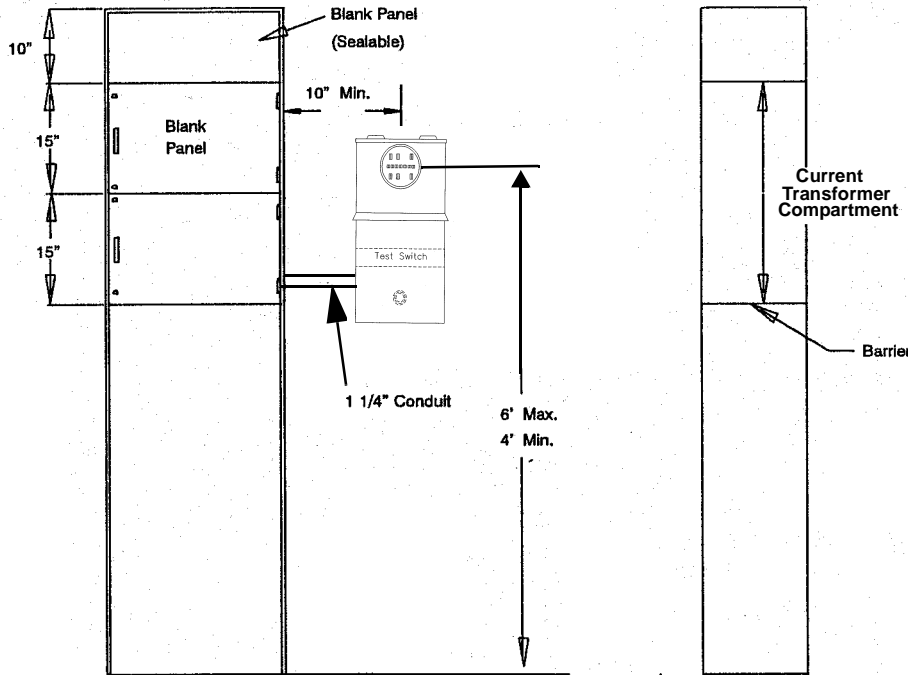 Blank Panel
(Sealable)
10"
10" Min.
15"
Blank
Panel
Current
Transformer
Compartment
15"
Test Switch
Barrier
1 1/4" Conduit
6' Max.
4' Min.